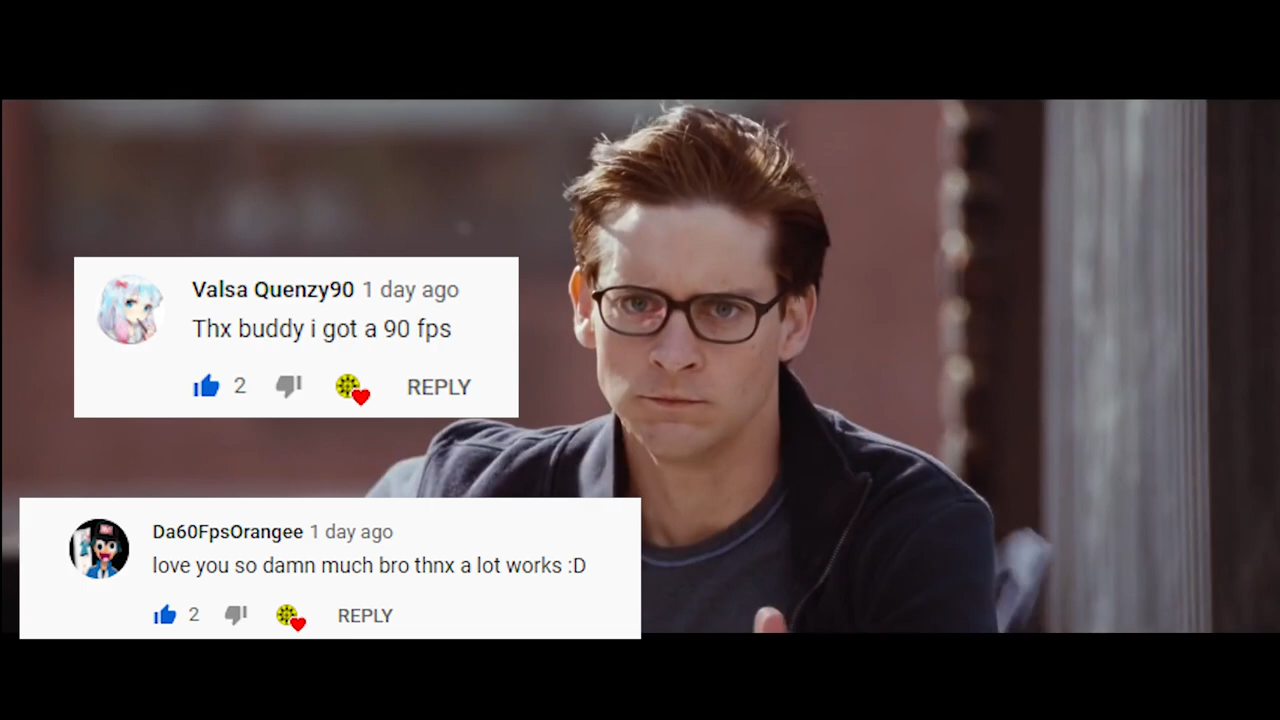 Valsa Quenzy90 1 day ago
Thx buddy i got a 90 fps
2 REPLY
Da60FpsOrangee 1 day ago
love you so damn much bro thnx a lot works :D
2 REPLY